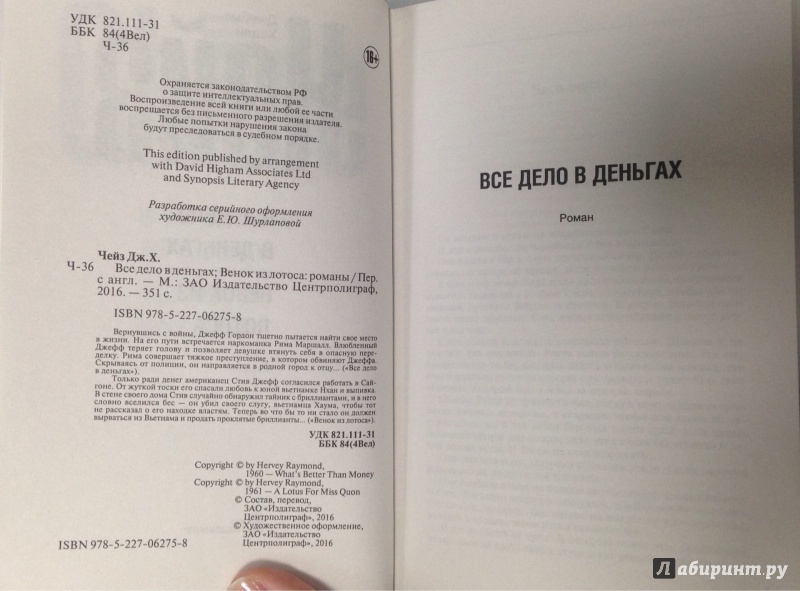 УДК 821.111-31
ББК 84(4Вел)
Ч-36
16+
Охраняется законодательством РФ
о защите интеллектуальных прав.
Воспроизведение всей книги или любой ее части
воспрещается без письменного разрешения издателя.
Любые попытки нарушения закона
будут преследоваться в судебном порядке.
This edition published by arrangement
with David Higham Associates Ltd
and Synopsis Literary Agency
Разработка серийного оформления
художника Е.Ю. Шурлаповой
Чейз Дж.Х.
Ч-36 Все дело в деньгах; Венок из лотоса: романы / Пер.
с англ. — М.: ЗАО Издательство Центрполиграф,
2016. — 351 с.
ISBN 978-5-227-06275-8
Вернувшись с войны, Джефф Гордон тщетно пытается найти свое место
в жизни. На его пути встречается наркоманка Рима Маршалл. Влюбленный
Джефф теряет голову и позволяет девушке втянуть себя в опасную пере-
делку. Рима совершает тяжкое преступление, в котором обвиняют Джеффа.
Скрываясь от полиции, он направляется в родной город к отцу... («Все дело
в деньгах»).
Только ради денег американец Стив Джефф согласился работать в Сай-
гоне. От жуткой тоски его спасали любовь к юной вьетнамке Нхан и выпивка.
В стене своего дома Стив случайно обнаружил тайник с бриллиантами, и в него
словно вселился бес — он убил своего слугу, вьетнамца Хаума, чтобы тот
не рассказал о его находке властям. Теперь во что бы то ни стало он должен
вырваться из Вьетнама и продать проклятые бриллианты... («Венок из лотоса»).
УДК 821.111-31
ББК 84(4Вел)
Copyright © by Hervey Raymond,
1960 — What's Better Than Money
Copyright © by Hervey Raymond,
1961 — A Lotus For Miss Quon
© Состав, перевод,
ЗАО «Издательство
Центрполиграф», 2016
© Художественное оформление,
ЗАО «Издательство
Центрполиграф», 2016
ISBN 978-5-227-06275-8
ВСЕ ДЕЛО В ДЕНЬГАХ
Роман
Лабиринт.ру